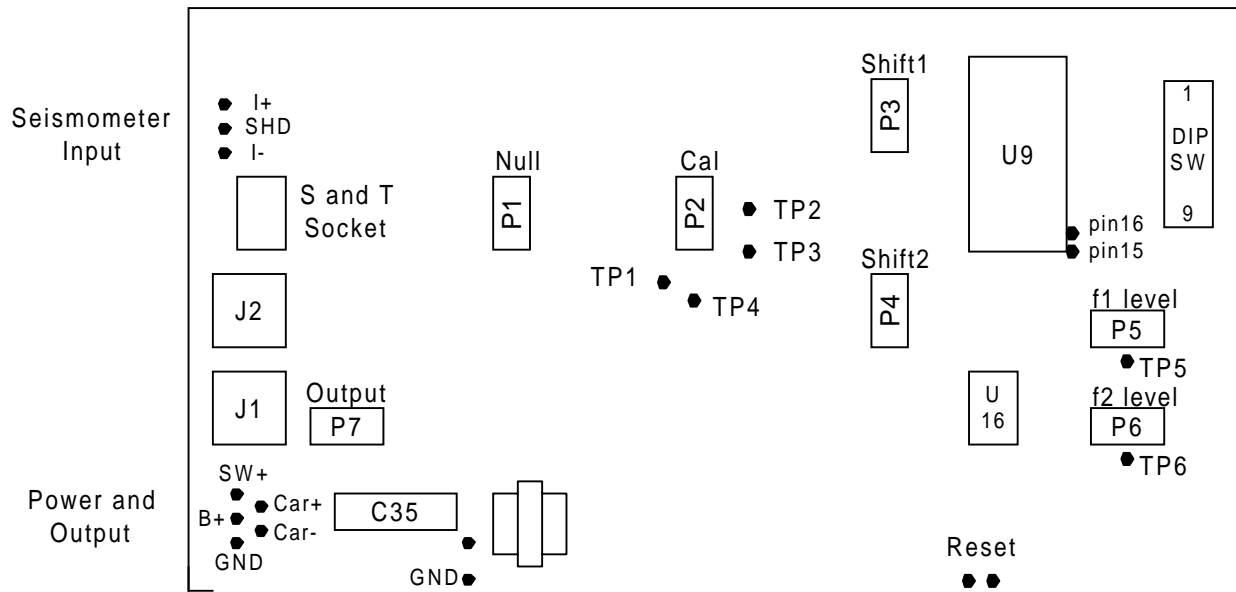 Seismometer
Input
I+
SHD
I-
S and T
Socket
J2
J1
Output
P7
Null
P1
Cal
P2
TP2
TP3
TP1
TP4
Shift1
P3
Shift2
P4
U9
1
DIP
SW
9
pin16
pin15
f1 level
P5
TP5
f2 level
P6
TP6
U
16
Power and
Output
SW+
B+
Car+
Car-
GND
C35
GND
Reset